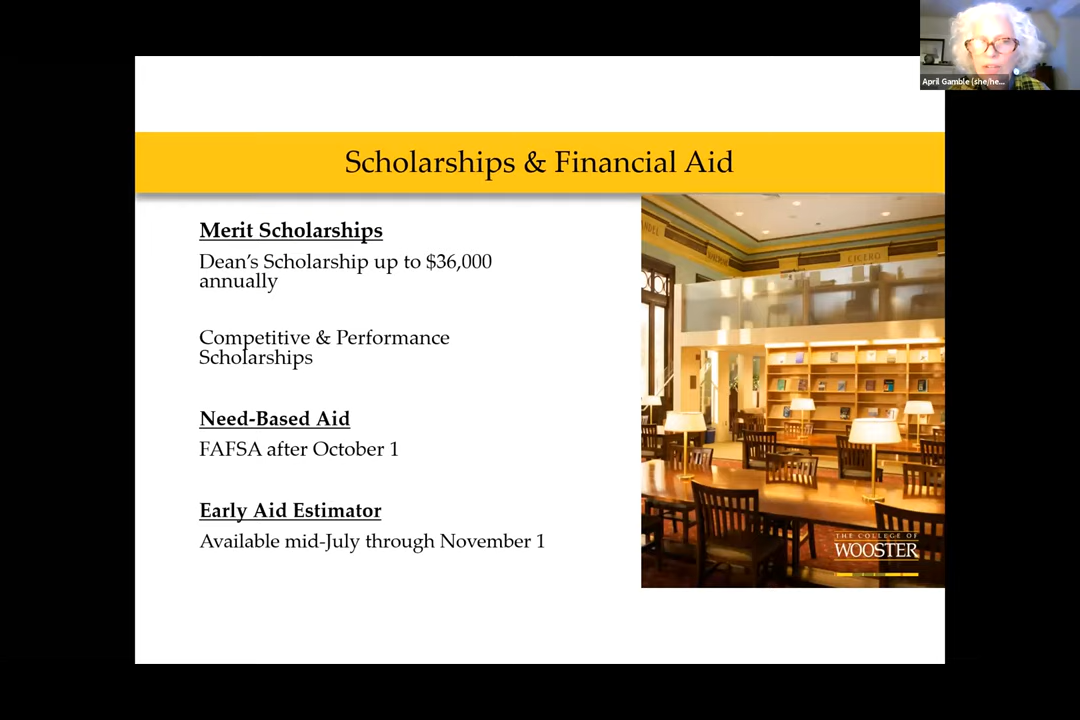 April Gamble (she/he...
Scholarships & Financial Aid
Merit Scholarships
Dean's Scholarship up to $36,000
annually
Competitive & Performance
Scholarships
Need-Based Aid
FAFSA after October 1
Early Aid Estimator
Available mid-July through November 1
CICERO
THE COLLEGE OF
WOOSTER